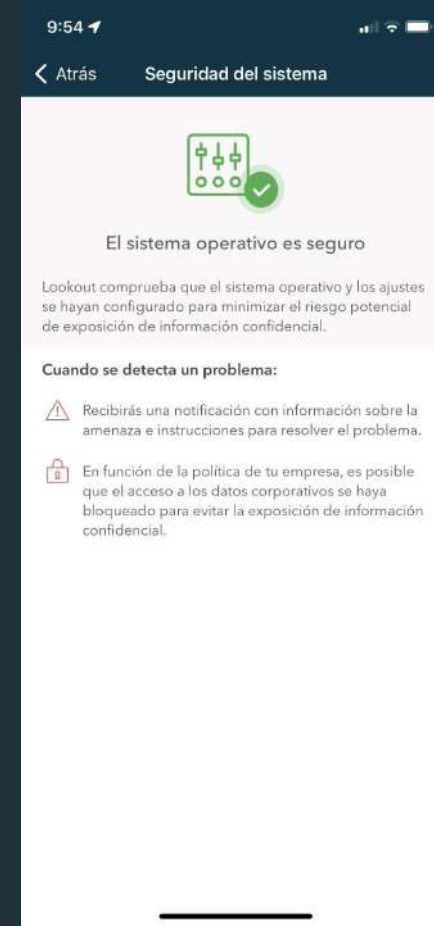 9:54
Atrás Seguridad del sistema
El sistema operativo es seguro
Lookout comprueba que el sistema operativo y los ajustes
se hayan configurado para minimizar el riesgo potencial
de exposición de información confidencial.
Cuando se detecta un problema:
Recibirás una notificación con información sobre la
amenaza e instrucciones para resolver el problema.
En función de la política de tu empresa, es posible
que el acceso a los datos corporativos se haya
bloqueado para evitar la exposición de información
confidencial.